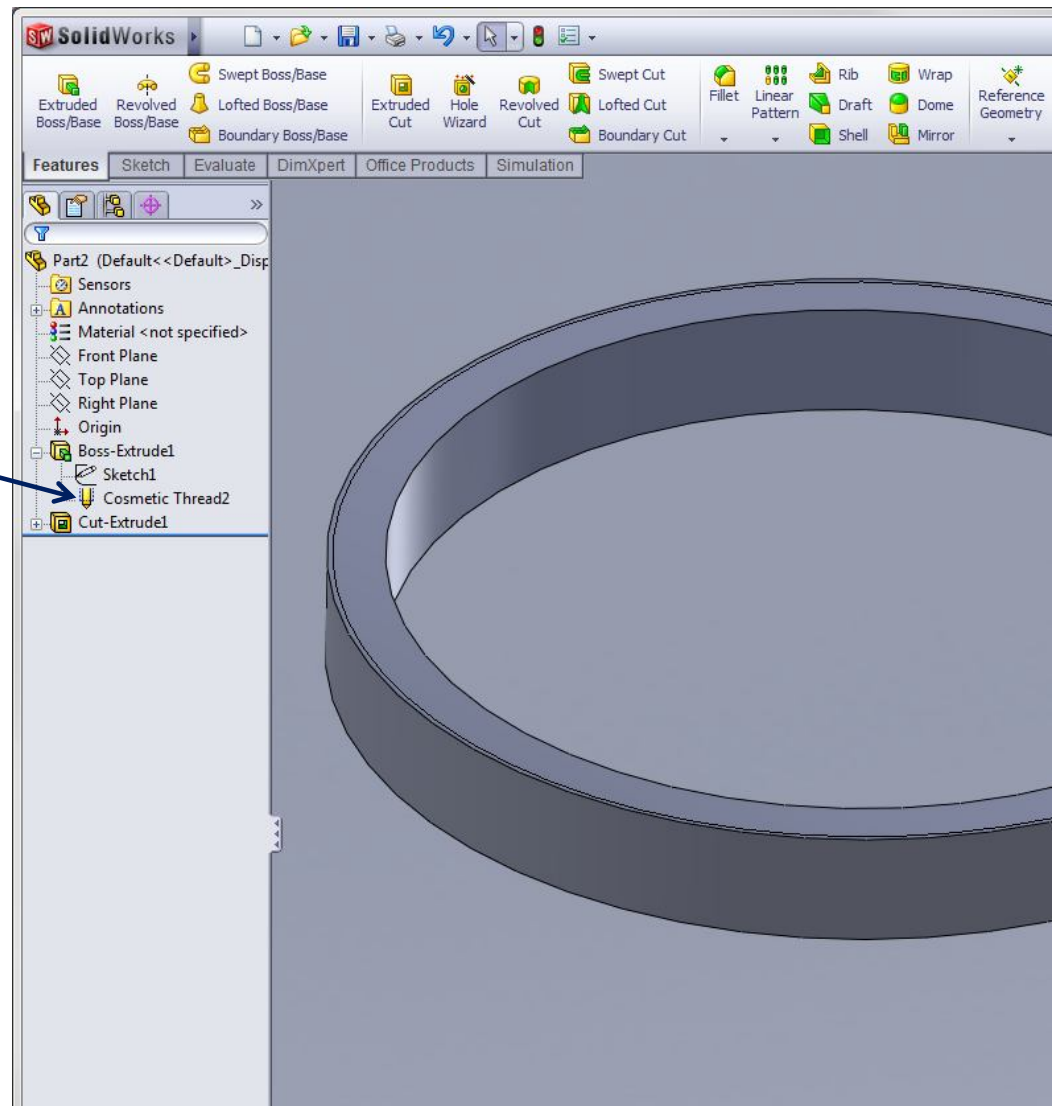 SolidWorks
Extruded Boss/Base
Revolved Boss/Base
Swept Boss/Base
Lofted Boss/Base
Boundary Boss/Base
Extruded Cut
Hole Wizard
Revolved Cut
Swept Cut
Lofted Cut
Boundary Cut
Fillet
Linear Pattern
Rib
Draft
Shell
Wrap
Dome
Mirror
Reference Geometry
Features Sketch Evaluate DimXpert Office Products Simulation
Part2 (Default<<Default>_Disp
Sensors
Annotations
Material <not specified>
Front Plane
Top Plane
Right Plane
Origin
Boss-Extrude1
Sketch1
Cosmetic Thread2
Cut-Extrude1